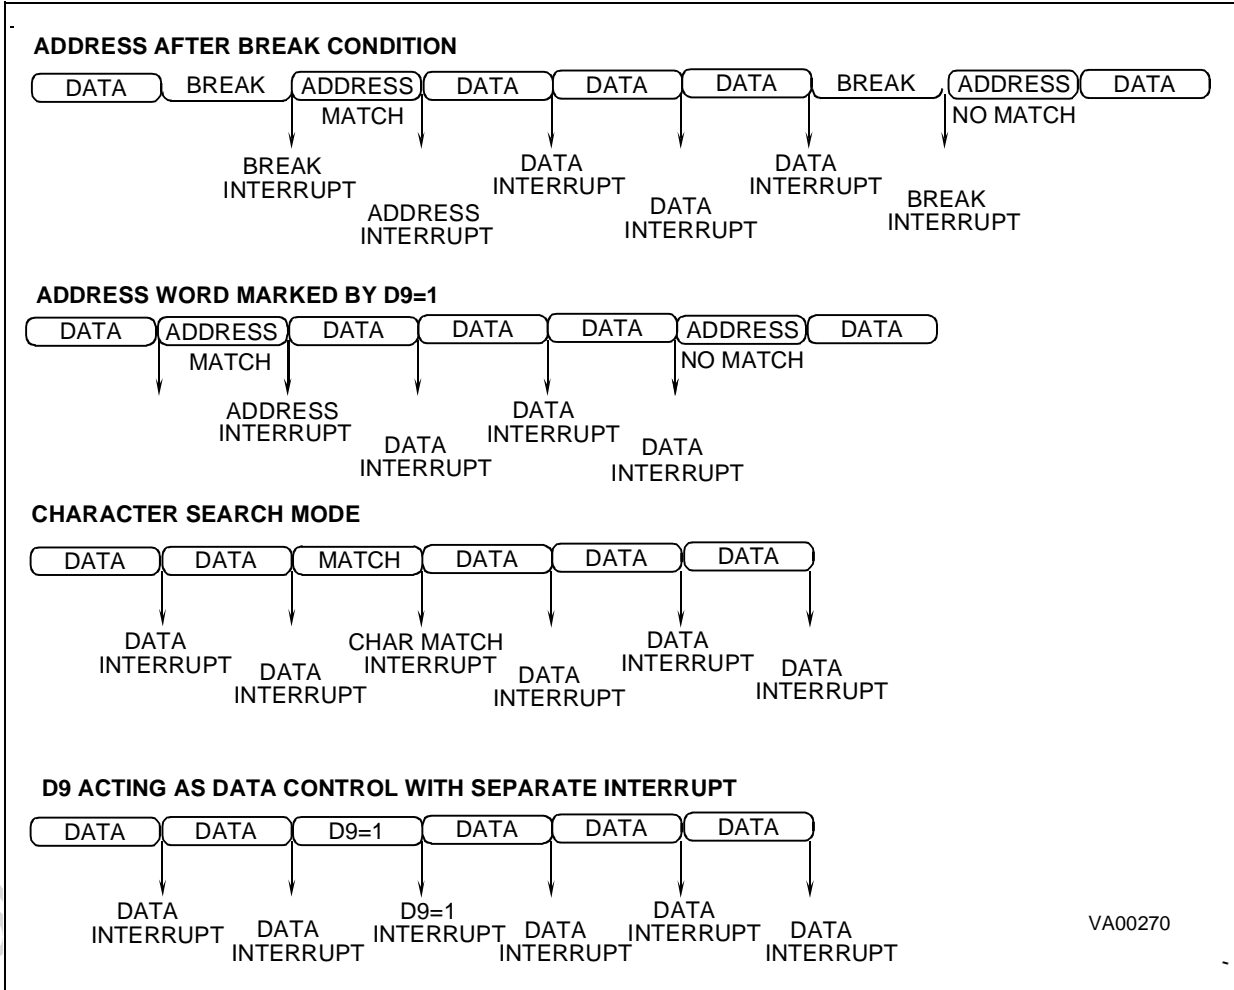 ADDRESS AFTER BREAK CONDITION
DATA BREAK ADDRESS DATA DATA DATA BREAK ADDRESS DATA
MATCH NO MATCH
BREAK
INTERRUPT
ADDRESS
INTERRUPT
DATA
INTERRUPT
DATA
INTERRUPT
DATA
INTERRUPT
BREAK
INTERRUPT
ADDRESS WORD MARKED BY D9=1
DATA ADDRESS DATA DATA DATA ADDRESS DATA
MATCH NO MATCH
ADDRESS
INTERRUPT
DATA
INTERRUPT
DATA
INTERRUPT
DATA
INTERRUPT
CHARACTER SEARCH MODE
DATA DATA MATCH DATA DATA DATA
DATA
INTERRUPT
DATA
INTERRUPT
CHAR MATCH
INTERRUPT
DATA
INTERRUPT
DATA
INTERRUPT
DATA
INTERRUPT
D9 ACTING AS DATA CONTROL WITH SEPARATE INTERRUPT
DATA DATA D9=1 DATA DATA DATA
DATA
INTERRUPT
DATA
INTERRUPT
D9=1
INTERRUPT
DATA
INTERRUPT
DATA
INTERRUPT
DATA
INTERRUPT
VA00270